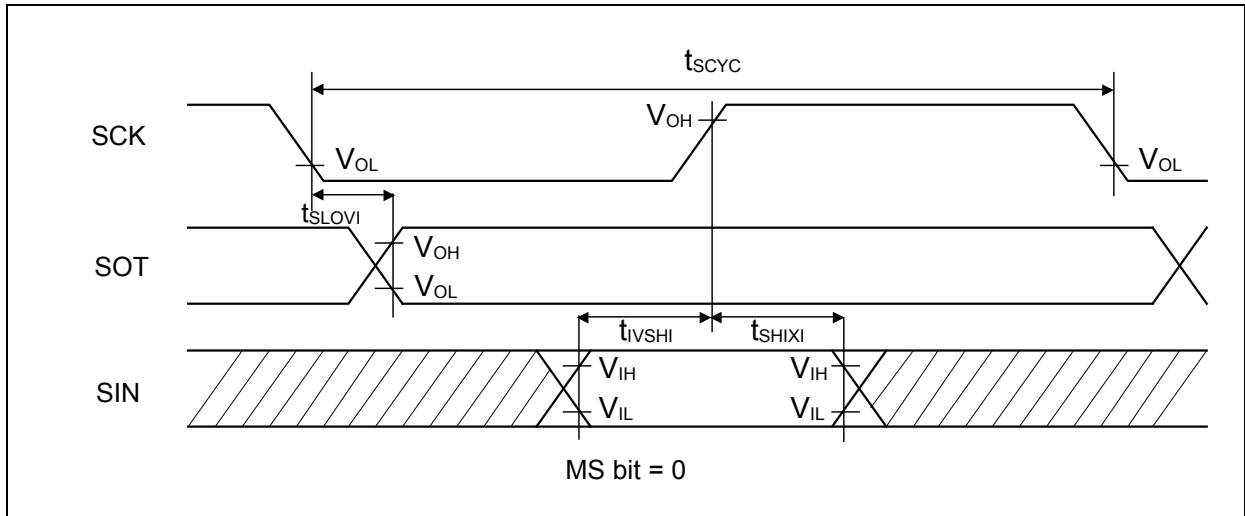 tSCYC
SCK
VOH
VOL
VOL
tSLOVI
SOT
VOH
VOL
tIVSHI
tSHIXI
SIN
VIH
VIH
VIL
VIL
MS bit = 0